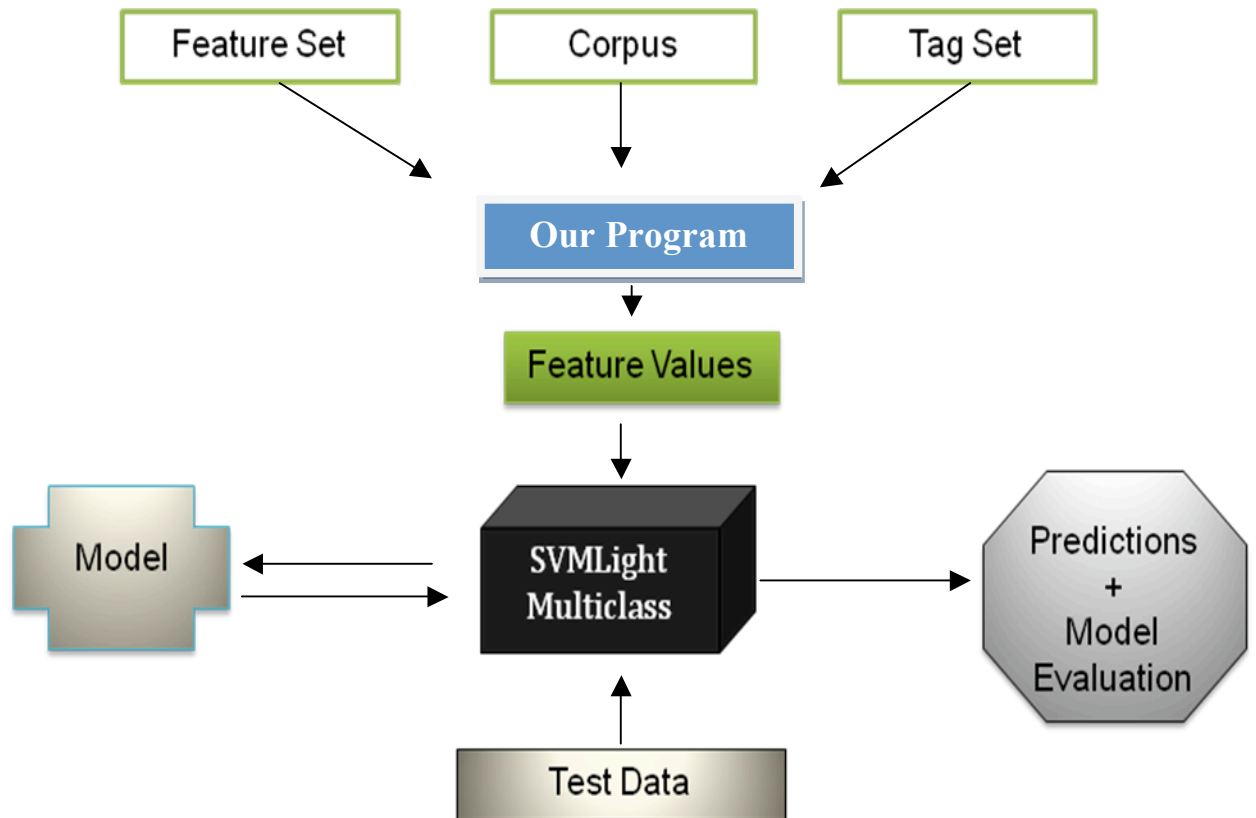 Feature Set
Corpus
Tag Set
Our Program
Feature Values
Model
SVMLight
Multiclass
Predictions
+
Model
Evaluation
Test Data